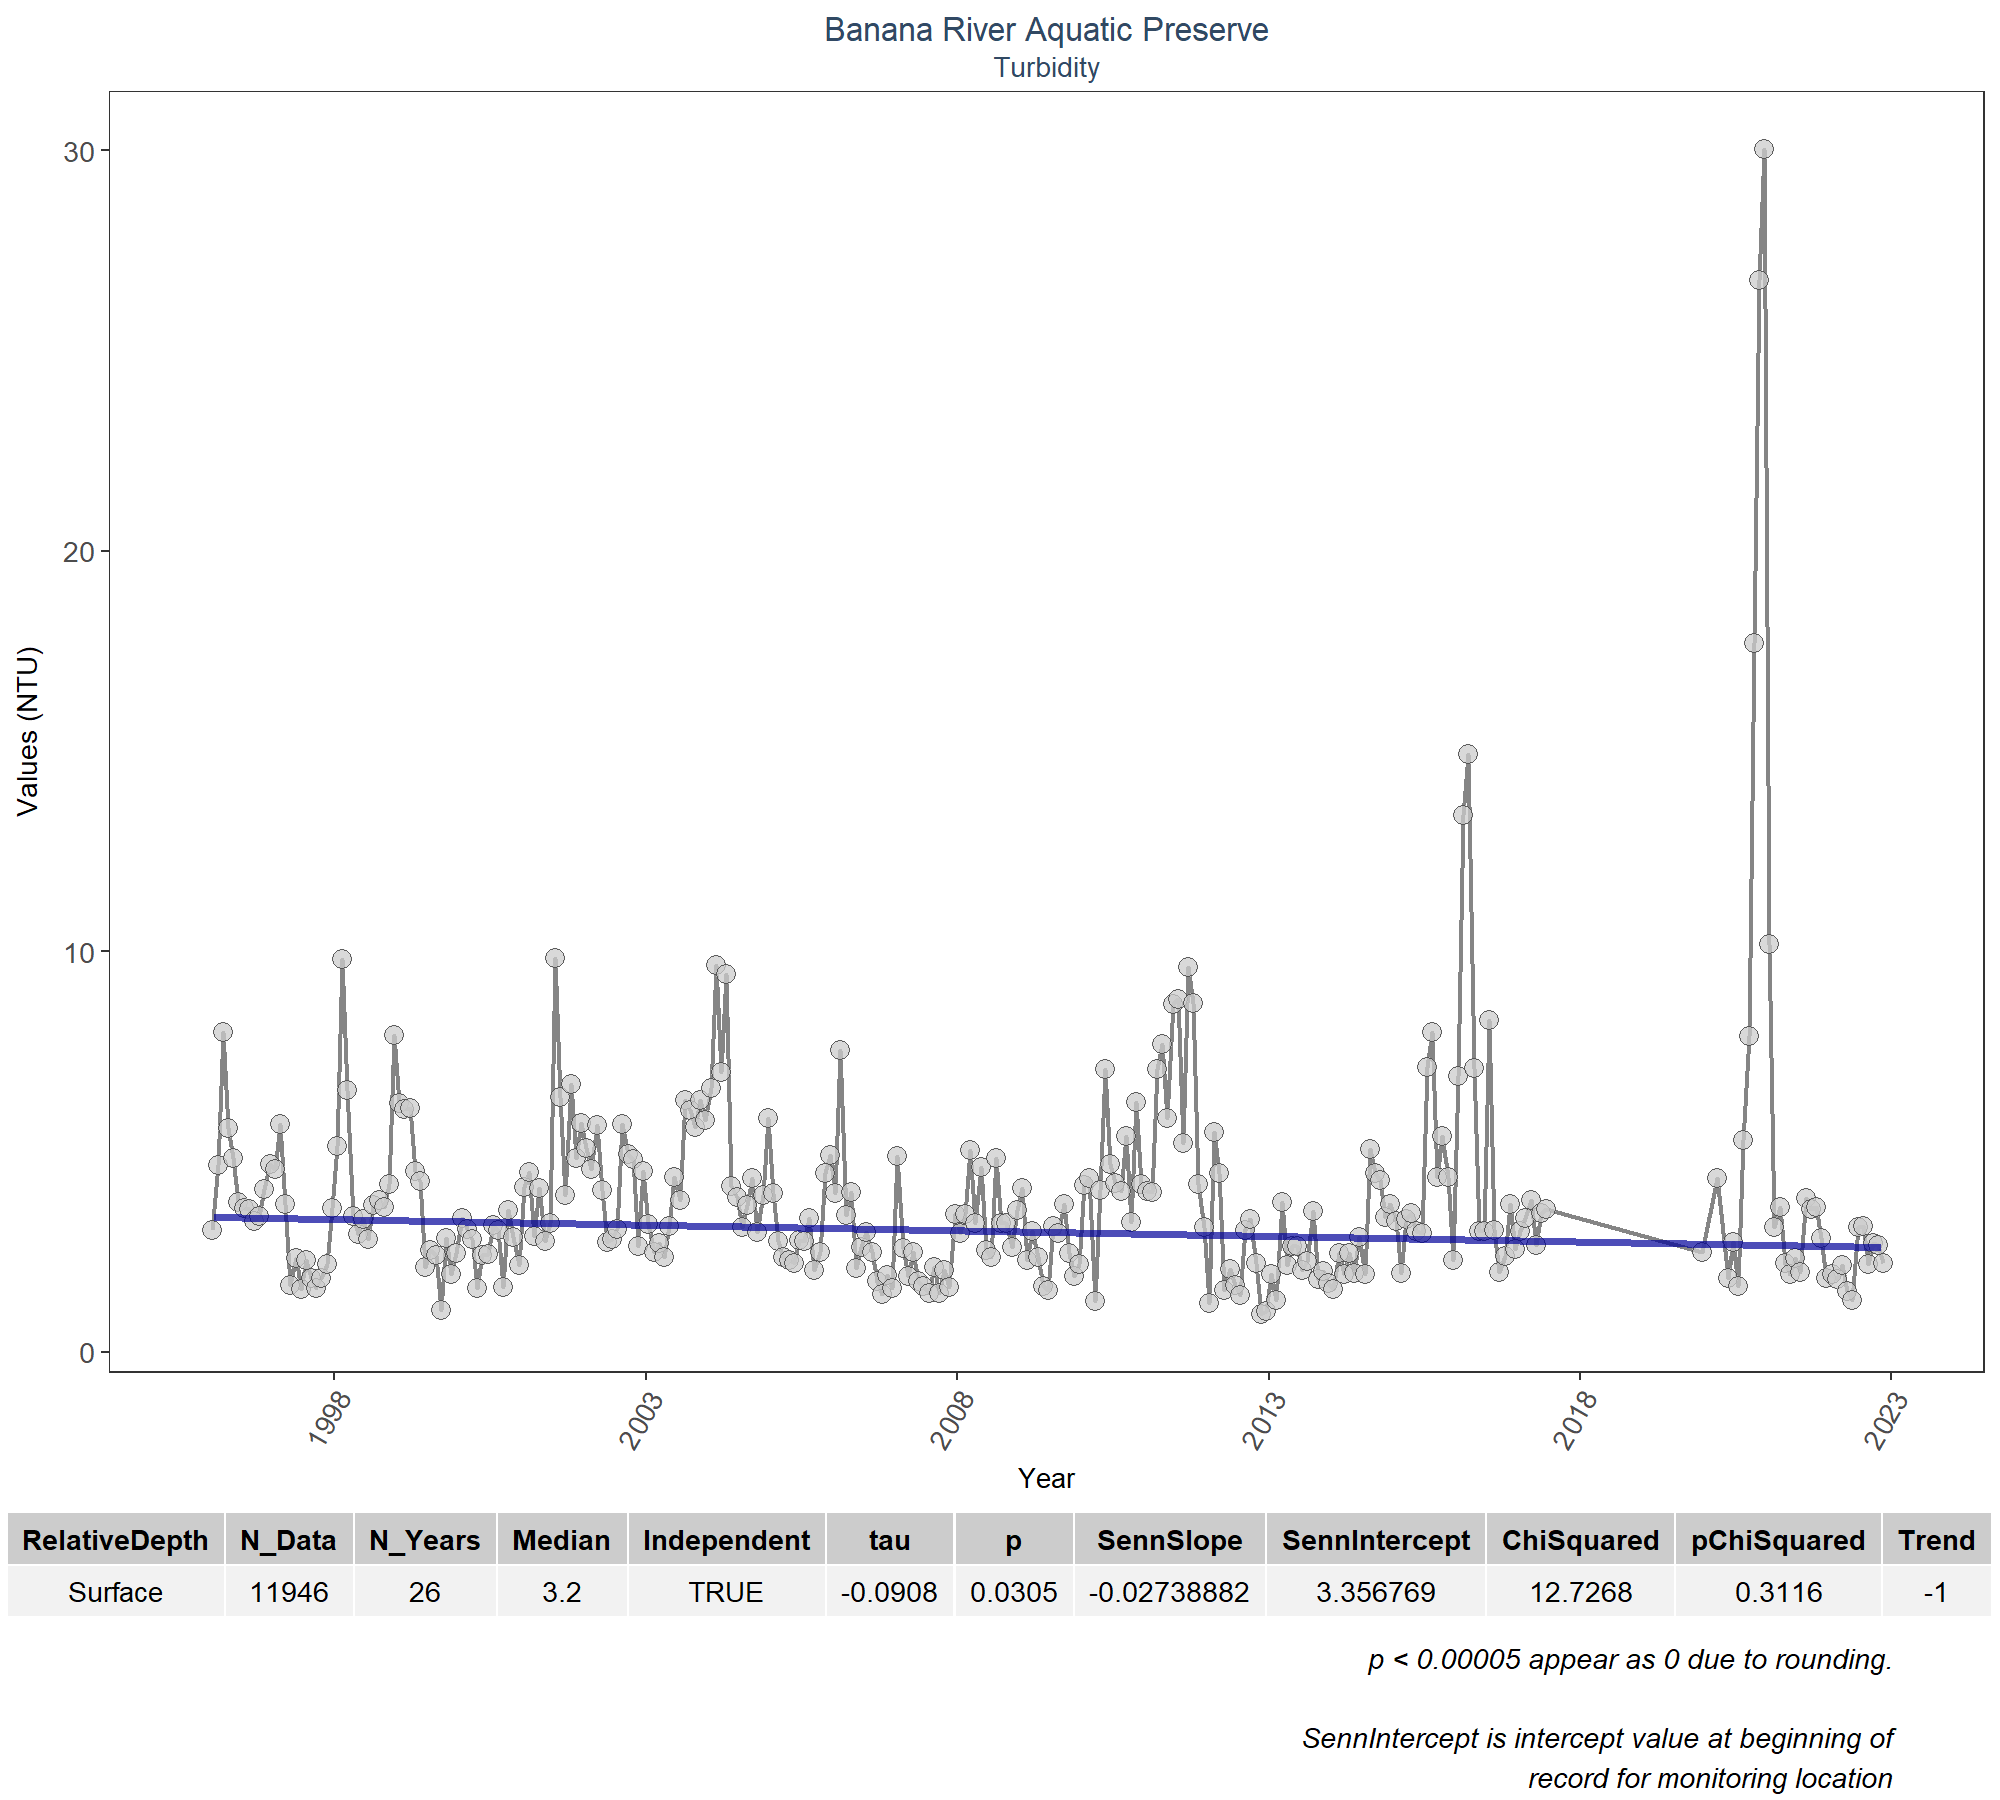 Banana River Aquatic Preserve
Turbidity
30
20
10
0
Values (NTU)
1998
2003
2008
2013
2018
2023
Year
RelativeDepth N_Data N_Years Median Independent tau p SennSlope SennIntercept ChiSquared pChiSquared Trend
Surface 11946 26 3.2 TRUE -0.0908 0.0305 -0.02738882 3.356769 12.7268 0.3116 -1
p < 0.00005 appear as 0 due to rounding.
SennIntercept is intercept value at beginning of
record for monitoring location